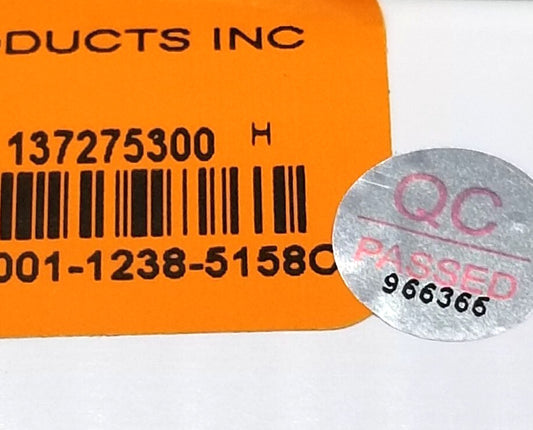 ODUCTS INC
137275300 H
001-1238-5158C
QC
PASSED
966366